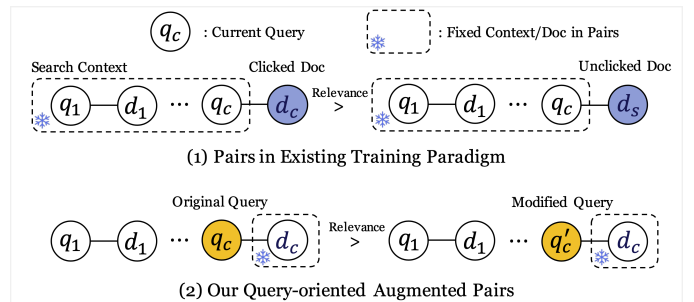 q_c : Current Query : Fixed Context/Doc in Pairs
Search Context Clicked Doc Unclicked Doc
q_1 d_1 ... q_c d_c Relevance > q_1 d_1 ... q_c d_s
(1) Pairs in Existing Training Paradigm
Original Query Modified Query
q_1 d_1 ... q_c d_c Relevance > q_1 d_1 ... q'_c d_c
(2) Our Query-oriented Augmented Pairs